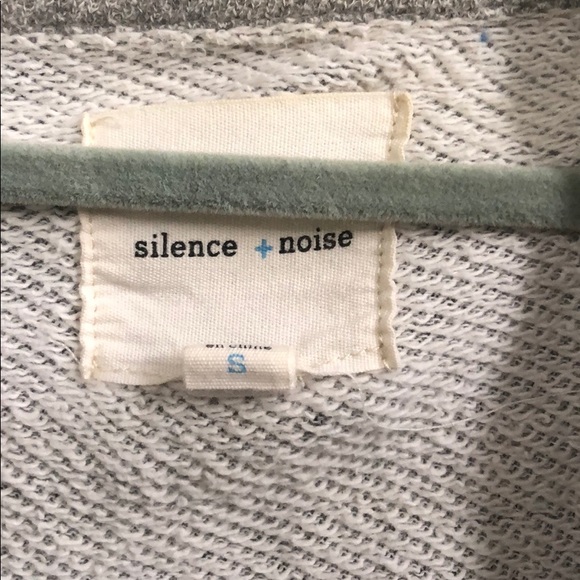 silence + noise
S